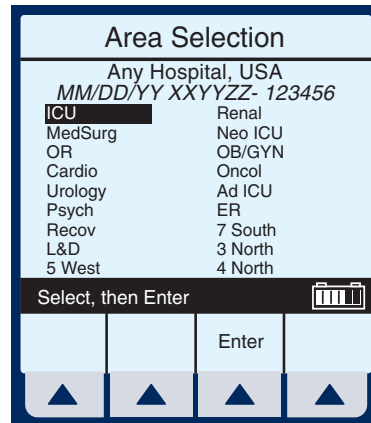 Area Selection
Any Hospital, USA
MM/DD/YY XXYYZZ- 123456
ICU Renal
MedSurg Neo ICU
OR OB/GYN
Cardio Oncol
Urology Ad ICU
Psych ER
Recov 7 South
L&D 3 North
5 West 4 North
Select, then Enter
Enter